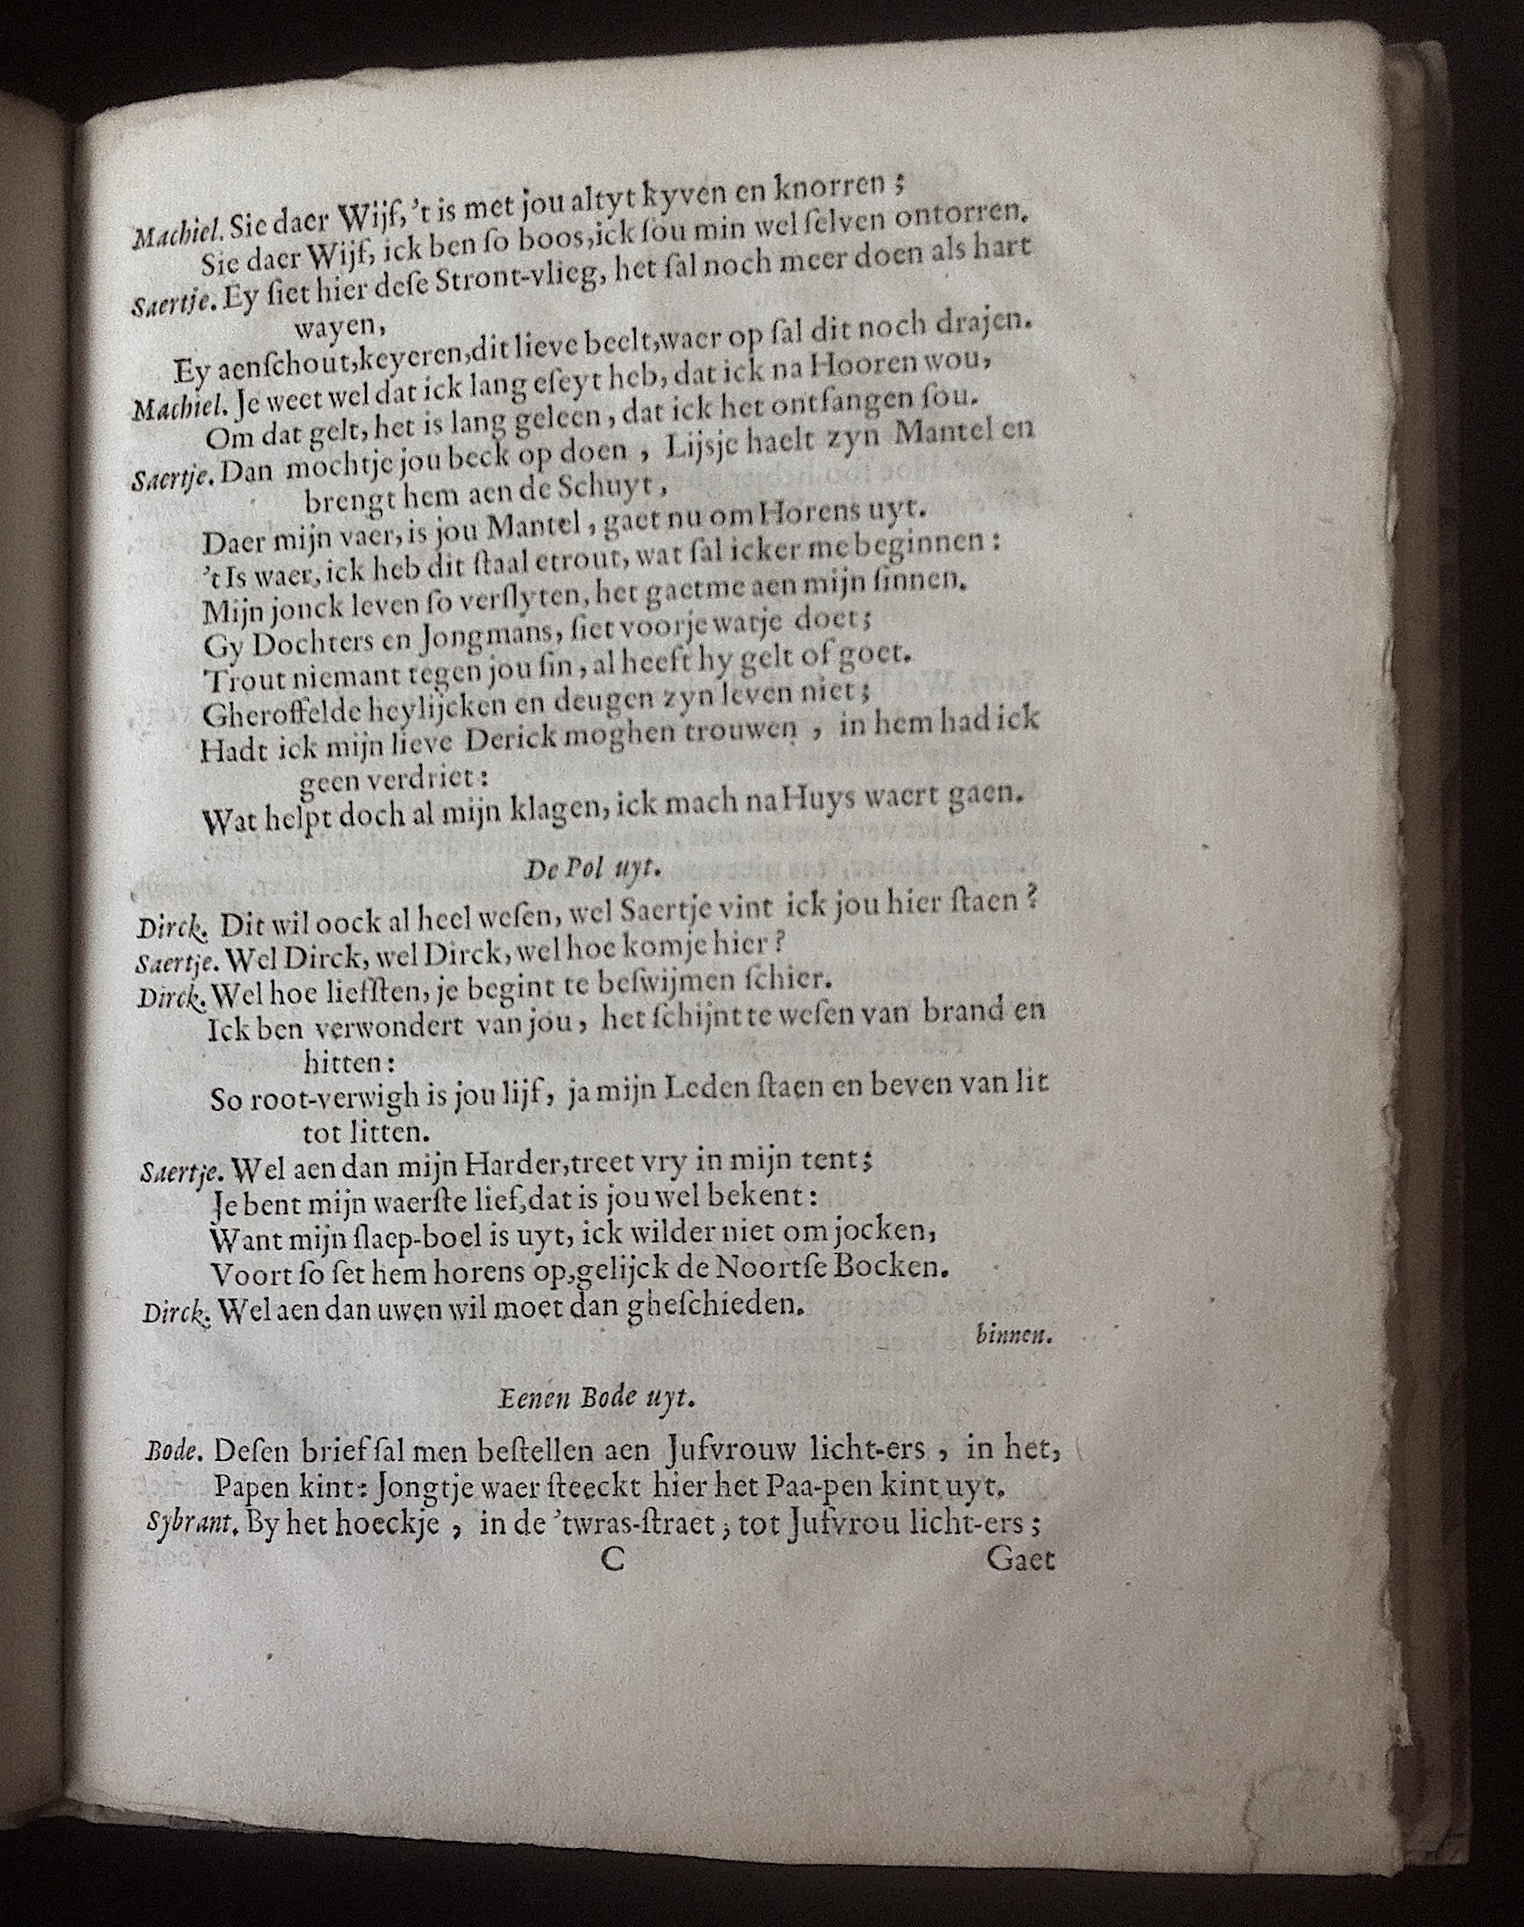 Machiel. Sie daer Wijf, 't is met jou altyt kyven en knorren ;
Sie daer Wijf, ick ben ſo boos, ick ſou min wel ſelven ontorren.
Saertje. Ey ſiet hier deſe Stront-vlieg, het ſal noch meer doen als hart
wayen,
Ey aenſchout, keyeren, dit lieve beelt, waer op ſal dit noch drajen.
Machiel. Je weet wel dat ick lang eſeyt heb, dat ick na Hooren wou,
Om dat gelt, het is lang geleen, dat ick het ontfangen ſou.
Saertje. Dan mochtje jou beck op doen , Lijsje haelt zyn Mantel en
brengt hem aen de Schuyt,
Daer mijn vaer, is jou Mantel, gaet nu om Horens uyt.
't Is waer, ick heb dit ſtaal etrout, wat ſal icker me beginnen :
Mijn jonck leven ſo verſlyten, het gaetme aen mijn ſinnen.
Gy Dochters en Jongmans, ſiet voorje watje doet ;
Trout niemant tegen jou ſin, al heeft hy gelt of goet.
Gheroffelde heylijcken en deugen zyn leven niet ;
Hadt ick mijn lieve Derick moghen trouwen , in hem had ick
geen verdriet :
Wat helpt doch al mijn klagen, ick mach na Huys waert gaen.
De Pol uyt.
Dirck. Dit wil oock al heel weſen, wel Saertje vint ick jou hier ſtaen ?
Saertje. Wel Dirck, wel Dirck, wel hoe komje hier ?
Dirck. Wel hoe liefſten, je begint te beſwijmen ſchier.
Ick ben verwondert van jou, het ſchijnt te weſen van brand en
hitten :
So root-verwigh is jou lijf, ja mijn Leden ſtaen en beven van lit
tot litten.
Saertje. Wel aen dan mijn Harder, treet vry in mijn tent ;
Je bent mijn waerſte lief, dat is jou wel bekent :
Want mijn ſlaep-boel is uyt, ick wilder niet om jocken,
Voort ſo ſet hem horens op, gelijck de Noortſe Bocken.
Dirck. Wel aen dan uwen wil moet dan gheſchieden.
binnen.
Eenen Bode uyt.
Bode. Deſen brief ſal men beſtellen aen Jufvrouw licht-ers , in het,
Papen kint : Jongtje waer ſteeckt hier het Paa-pen kint uyt.
Sybrant. By het hoeckje , in de 'twras-ſtraet ; tot Jufvrou licht-ers ;
C Gaet